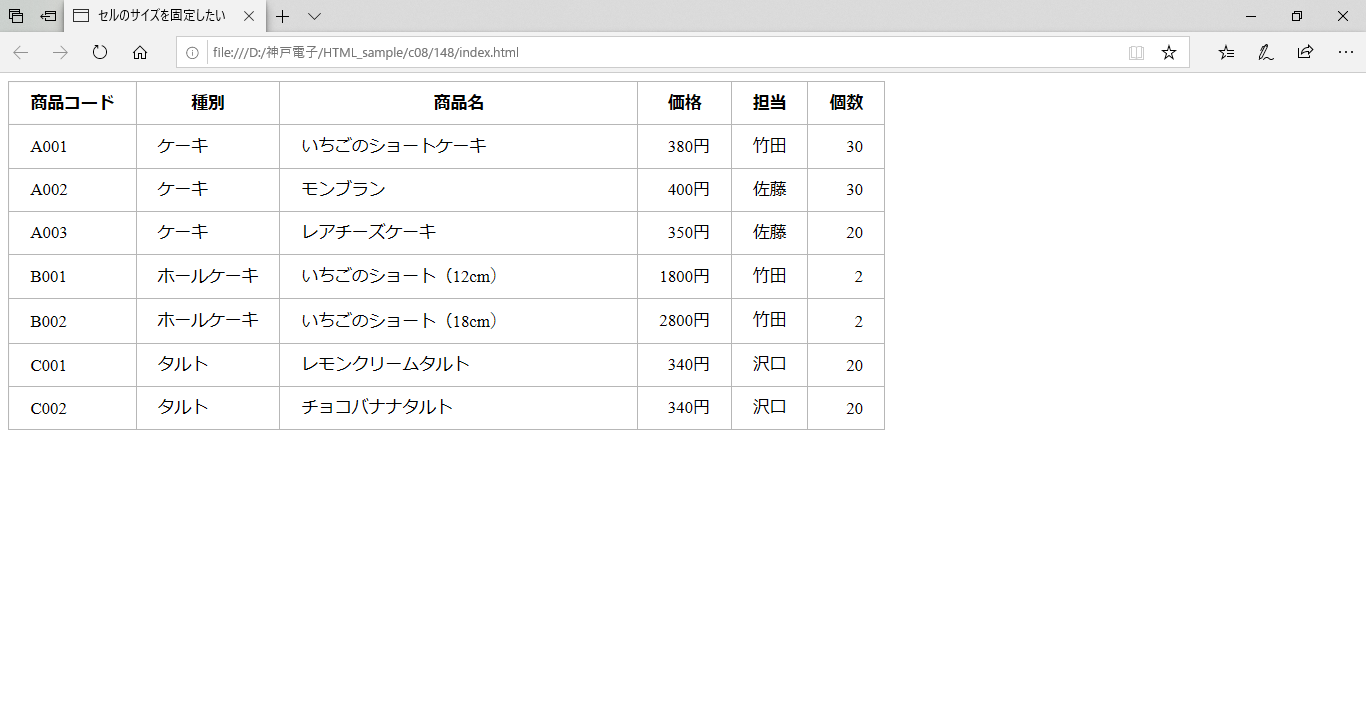 セルのサイズを固定したい
file:///D:/神戸電子/HTML_sample/c08/148/index.html
商品コード 種別 商品名 価格 担当 個数
A001 ケーキ いちごのショートケーキ 380円 竹田 30
A002 ケーキ モンブラン 400円 佐藤 30
A003 ケーキ レアチーズケーキ 350円 佐藤 20
B001 ホールケーキ いちごのショート（12cm） 1800円 竹田 2
B002 ホールケーキ いちごのショート（18cm） 2800円 竹田 2
C001 タルト レモンクリームタルト 340円 沢口 20
C002 タルト チョコバナナタルト 340円 沢口 20